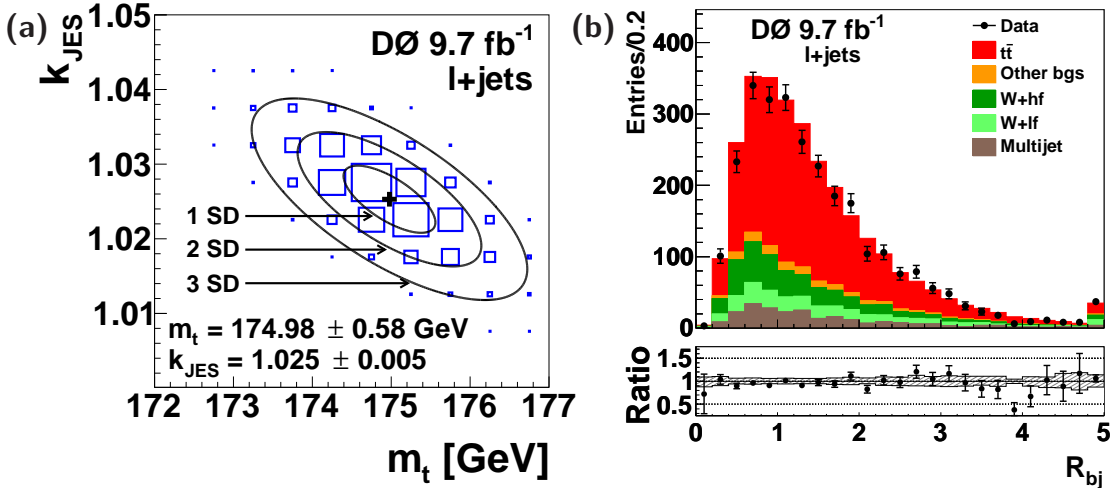 (a)
k_JES
1.05
1.04
1.03
1.02
1.01
DØ 9.7 fb⁻¹
l+jets
1 SD
2 SD
3 SD
m_t = 174.98 ± 0.58 GeV
k_JES = 1.025 ± 0.005
172 173 174 175 176 177
m_t [GeV]
(b)
Entries/0.2
400
300
200
100
0
DØ 9.7 fb⁻¹
l+jets
Data
tt̄
Other bgs
W+hf
W+lf
Multijet
Ratio
1.5
1
0.5
0 1 2 3 4 5
R_bj